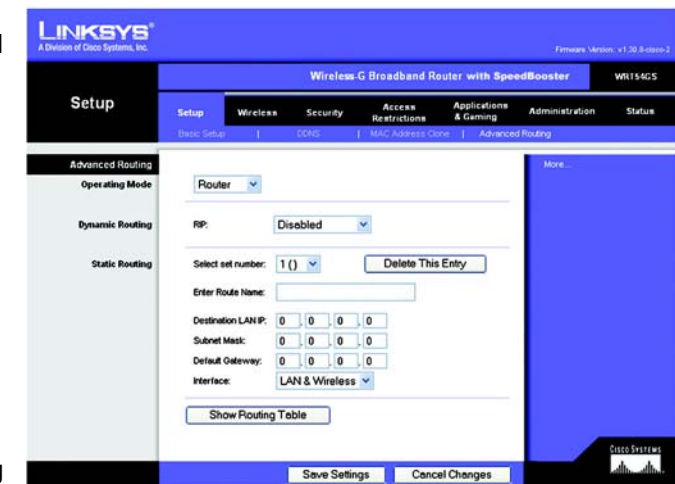 LINKSYS®
A Division of Cisco Systems, Inc.
Firmware Version: v1.30.8-cisco-2
Wireless-G Broadband Router with SpeedBooster
WRT54GS
Setup
Setup
Wireless
Security
Access Restrictions
Applications & Gaming
Administration
Status
Basic Setup | DDNS | MAC Address Clone | Advanced Routing
Advanced Routing
More...
Operating Mode
Router
Dynamic Routing
RIP: Disabled
Static Routing
Select set number: 1 () Delete This Entry
Enter Route Name:
Destination LAN IP: 0 . 0 . 0 . 0
Subnet Mask: 0 . 0 . 0 . 0
Default Gateway: 0 . 0 . 0 . 0
Interface: LAN & Wireless
Show Routing Table
Save Settings Cancel Changes
CISCO SYSTEMS